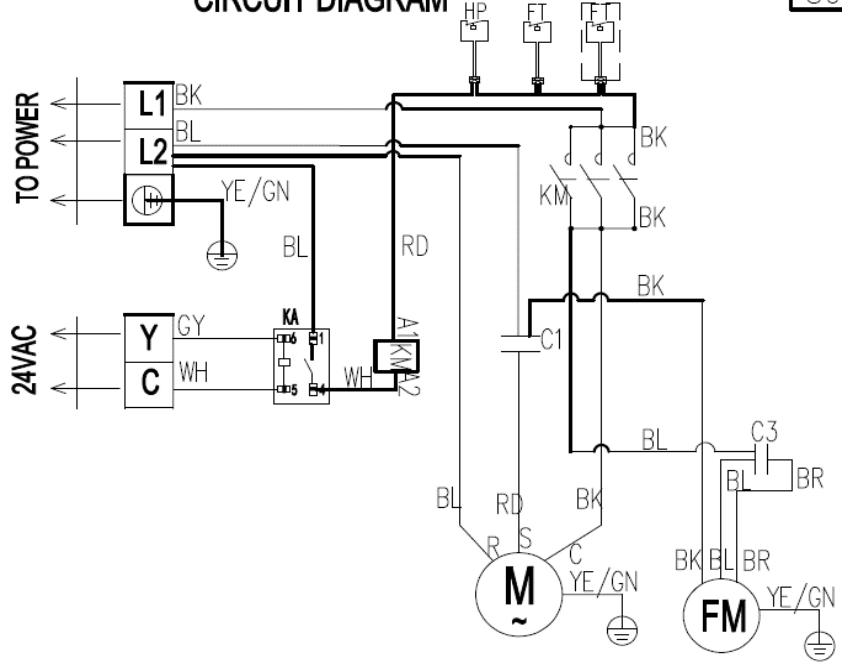 CIRCUIT DIAGRAM
HP
FT
FT
TO POWER
L1
BK
BL
L2
YE/GN
BL
RD
KM
BK
BK
24VAC
Y
GY
C
WH
KA
6
1
5
4
WH
A1
KM
A2
C1
BK
BL
C3
BL
BR
BL
RD
BK
R
S
C
M
~
YE/GN
BK
BL
BR
FM
YE/GN